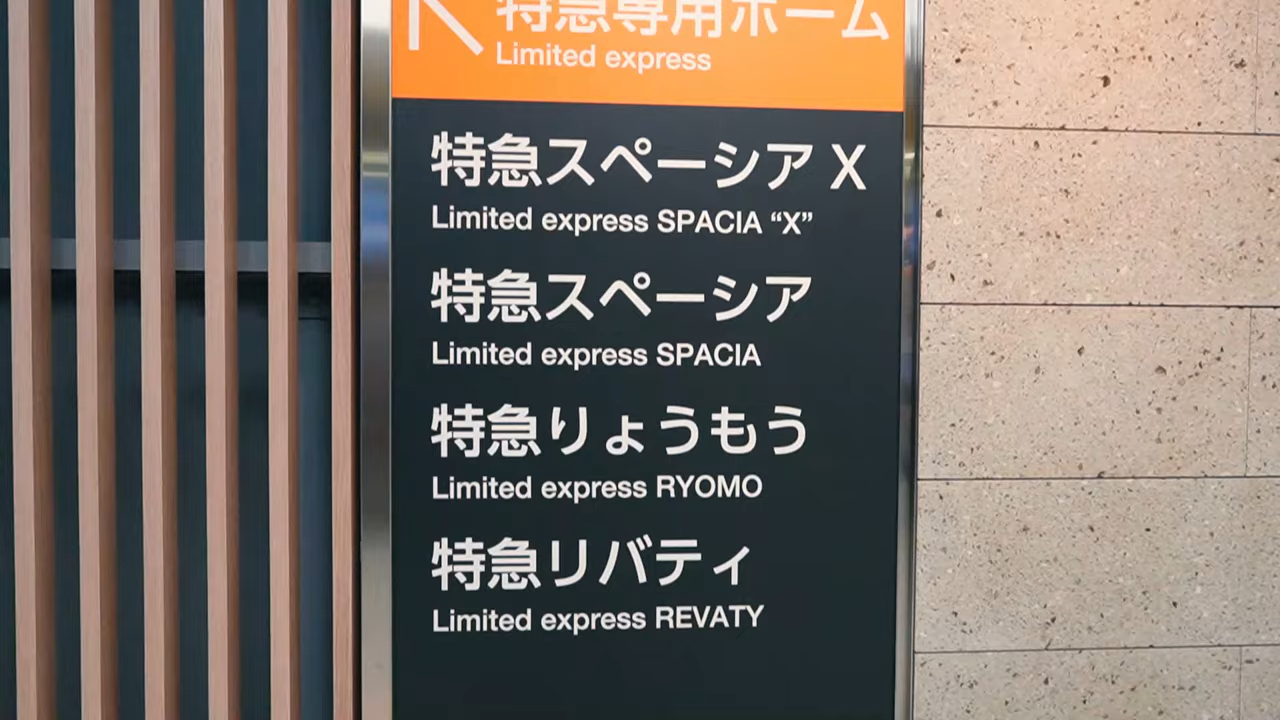 特急専用ホーム
Limited express
特急スペーシア X
Limited express SPACIA “X”
特急スペーシア
Limited express SPACIA
特急りょうもう
Limited express RYOMO
特急リバティ
Limited express REVATY